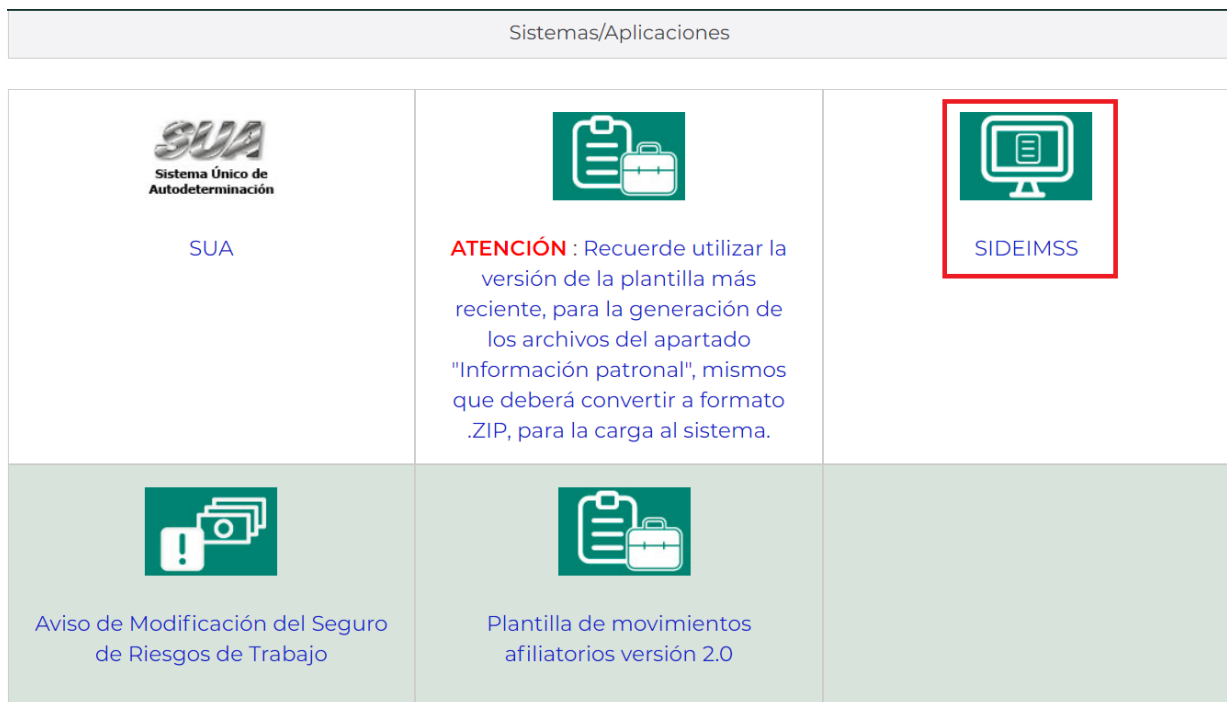 Sistemas/Aplicaciones
SUA
Sistema Único de
Autodeterminación
SUA
ATENCIÓN : Recuerde utilizar la
versión de la plantilla más
reciente, para la generación de
los archivos del apartado
"Información patronal", mismos
que deberá convertir a formato
.ZIP, para la carga al sistema.
SIDEIMSS
Aviso de Modificación del Seguro
de Riesgos de Trabajo
Plantilla de movimientos
afiliatorios versión 2.0